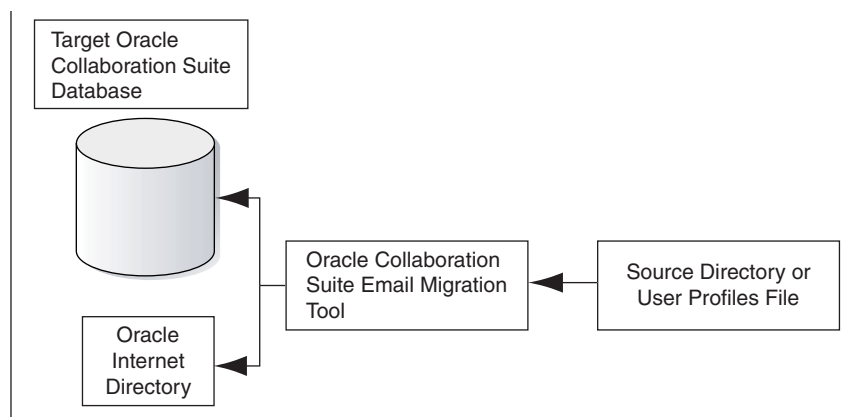 Target Oracle
Collaboration Suite
Database
Oracle Collaboration
Suite Email Migration
Tool
Source Directory or
User Profiles File
Oracle
Internet
Directory